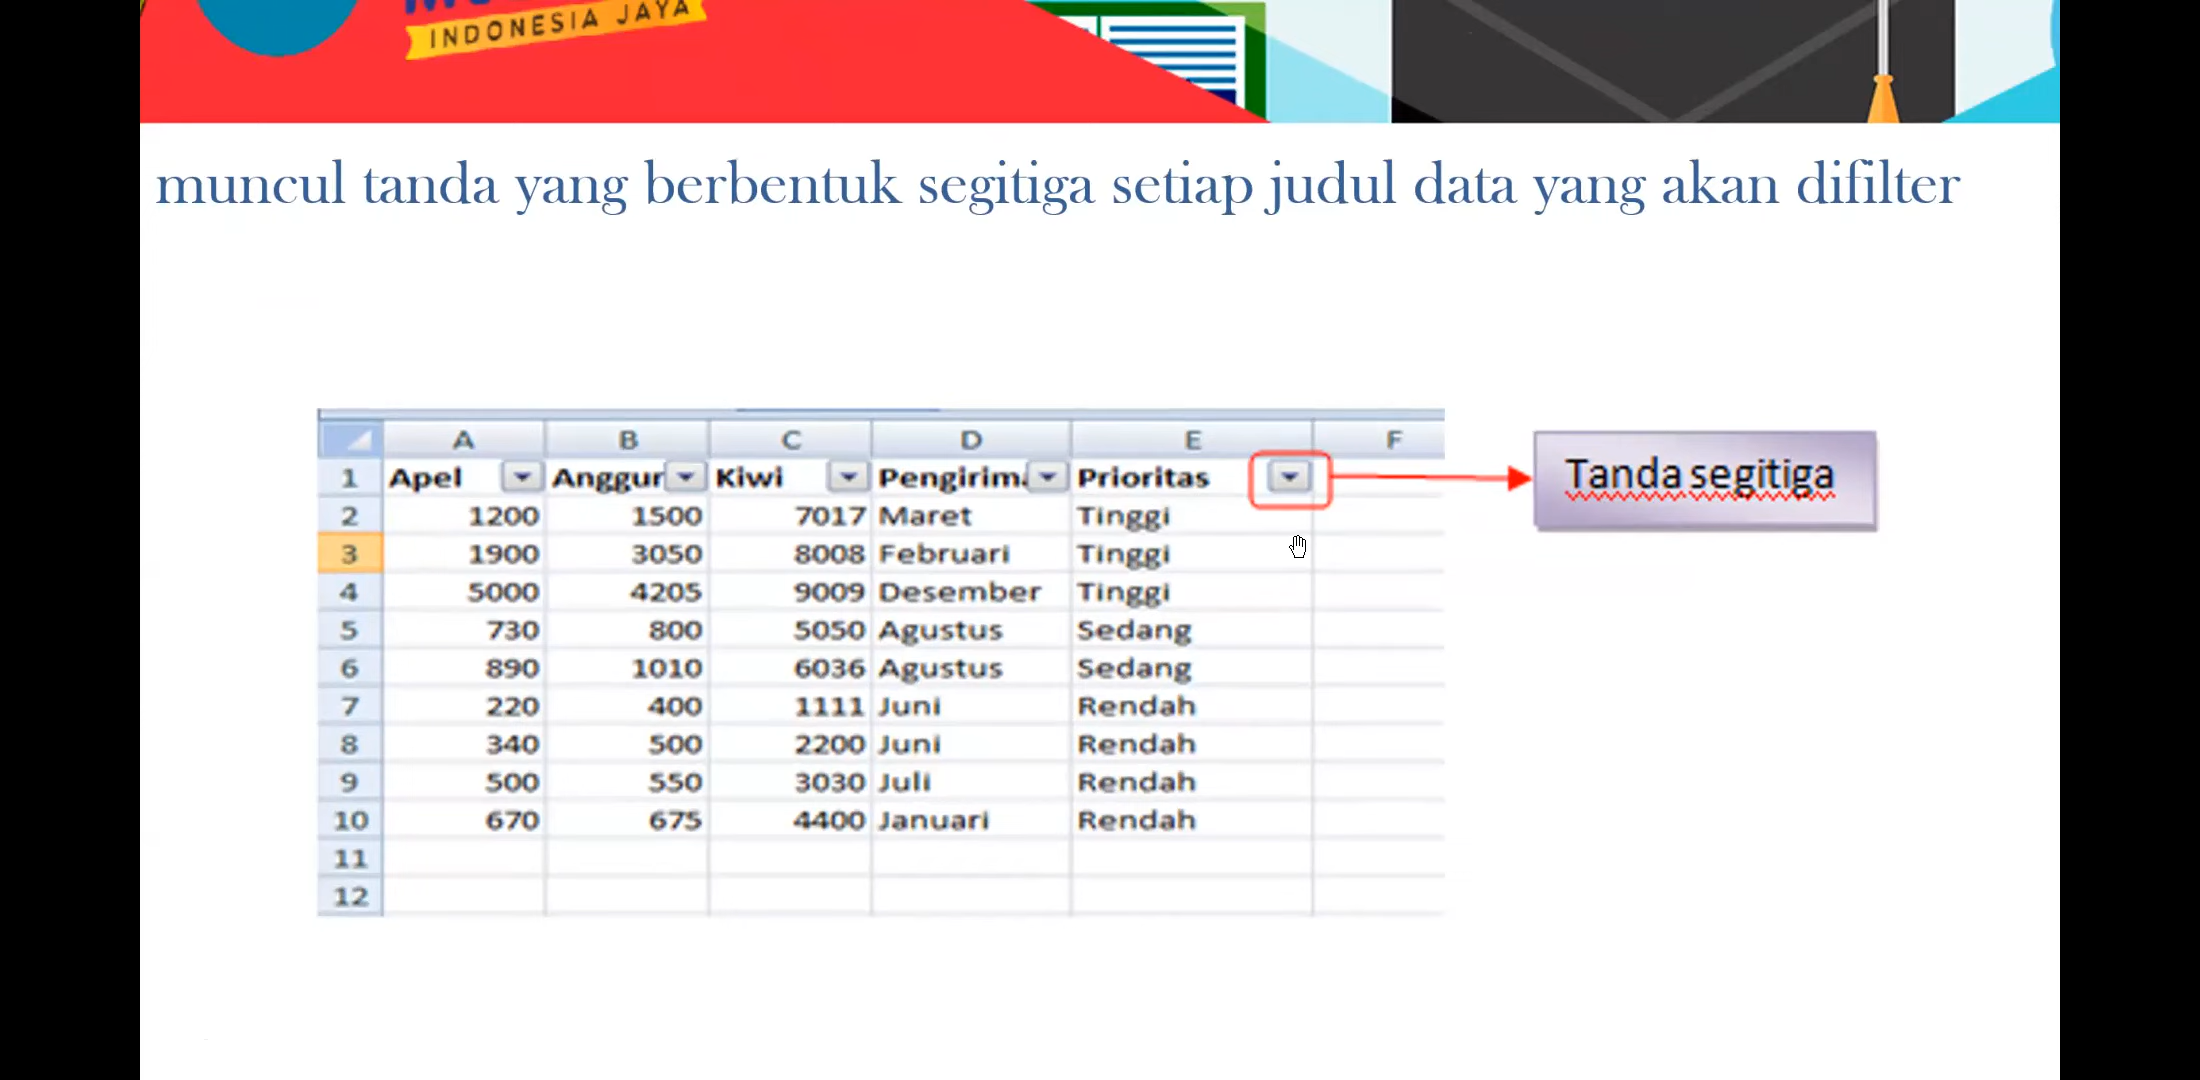 INDONESIA JAYA
muncul tanda yang berbentuk segitiga setiap judul data yang akan difilter
A B C D E F
1 Apel Anggur Kiwi Pengirima Prioritas
Tanda segitiga
2 1200 1500 7017 Maret Tinggi
3 1900 3050 8008 Februari Tinggi
4 5000 4205 9009 Desember Tinggi
5 730 800 5050 Agustus Sedang
6 890 1010 6036 Agustus Sedang
7 220 400 1111 Juni Rendah
8 340 500 2200 Juni Rendah
9 500 550 3030 Juli Rendah
10 670 675 4400 Januari Rendah
11
12